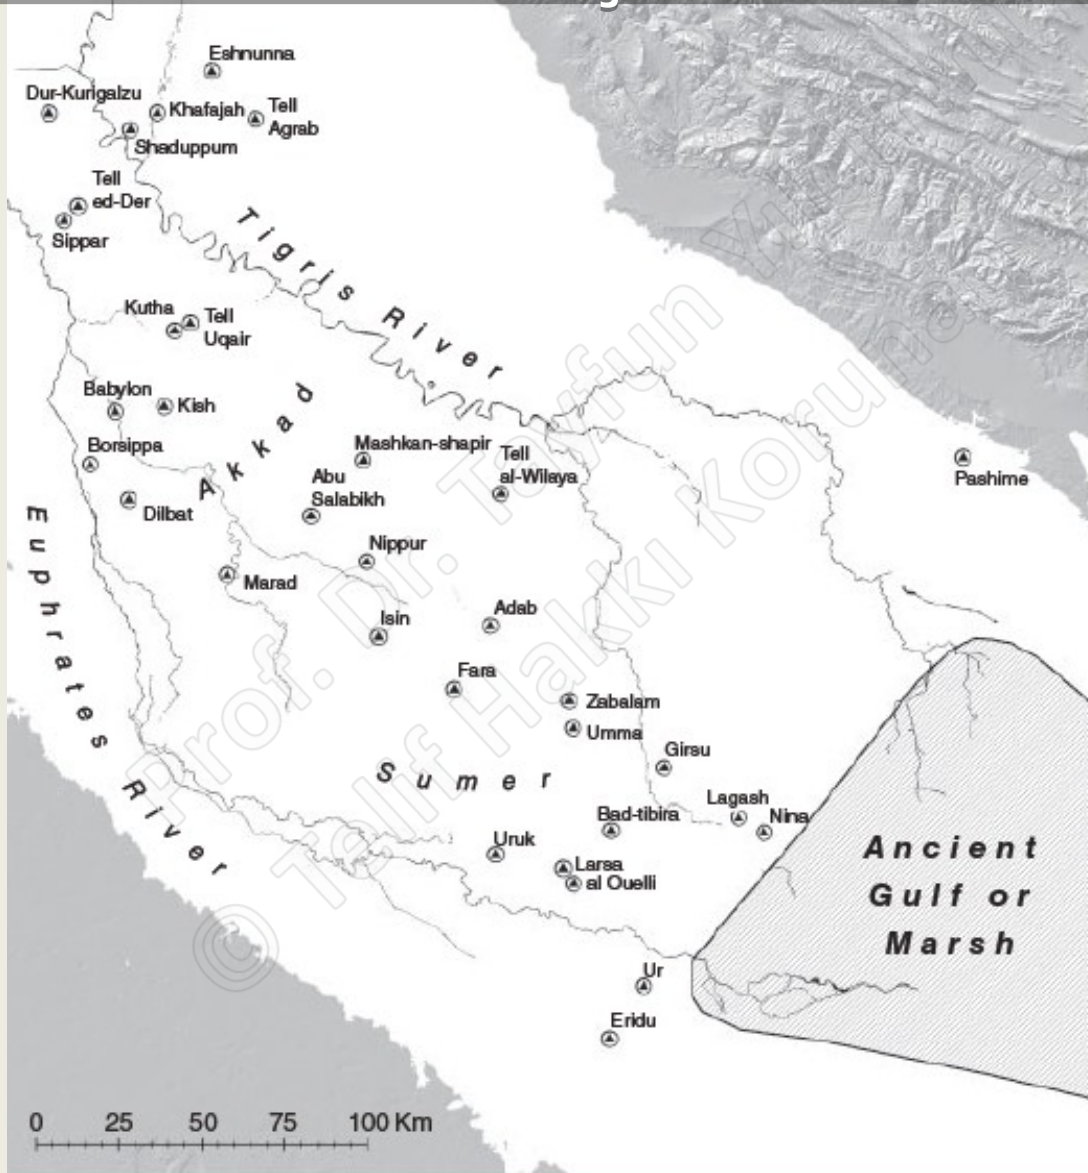 Eshnunna
Dur-Kurigalzu
Khafajah
Tell
Agrab
Shaduppum
Tell
ed-Der
Sippar
Tigris River
Kutha
Tell
Uqair
Babylon
Kish
Akkad
Borsippa
Mashkan-shapir
Tell
al-Wilaya
Abu
Salabikh
Pashime
Dilbat
Euphrates River
Nippur
Marad
Adab
Isin
Fara
Zabalam
Umma
Girsu
Sumer
Lagash
Bad-tibira
Nina
Uruk
Larsa
al Ouelli
Ancient
Gulf or
Marsh
Ur
Eridu
0 25 50 75 100 Km
© Prof. Dr. Tayfun
Telif Hakkı